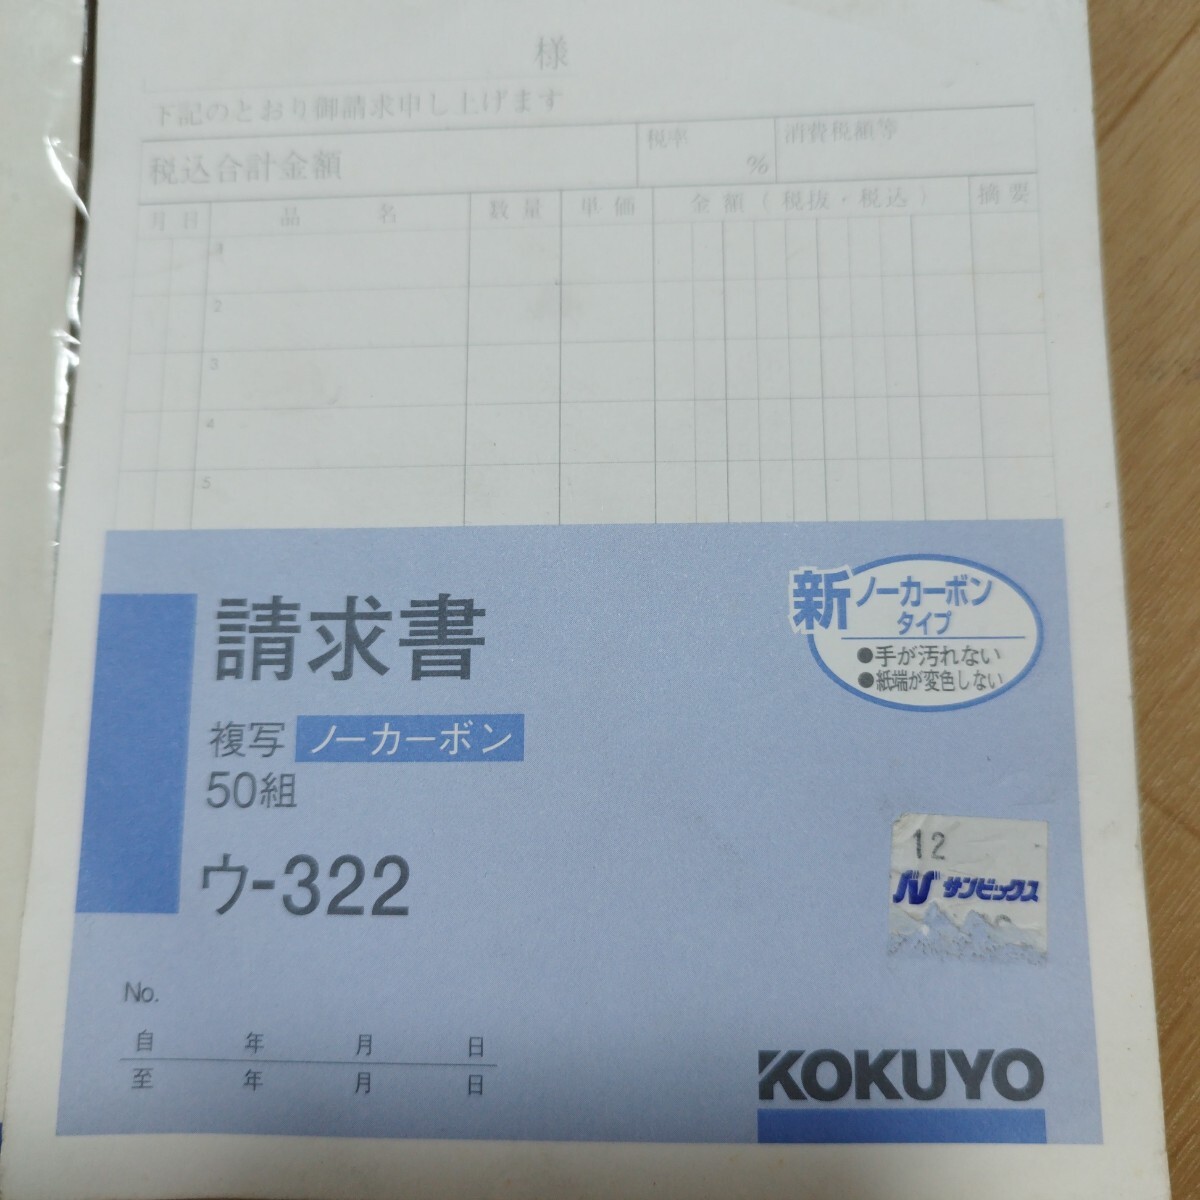 様
下記のとおり御請求申し上げます
税込合計金額 税率 % 消費税額等
月 日 品 名 数 量 単 価 金 額 ( 税 抜 ・ 税 込 ) 摘 要
1
2
3
4
5
請求書
新ノーカーボン
タイプ
●手が汚れない
●紙端が変色しない
複写 ノーカーボン
50組
ウ-322
12
サンビックス
No.
自 年 月 日
至 年 月 日
KOKUYO